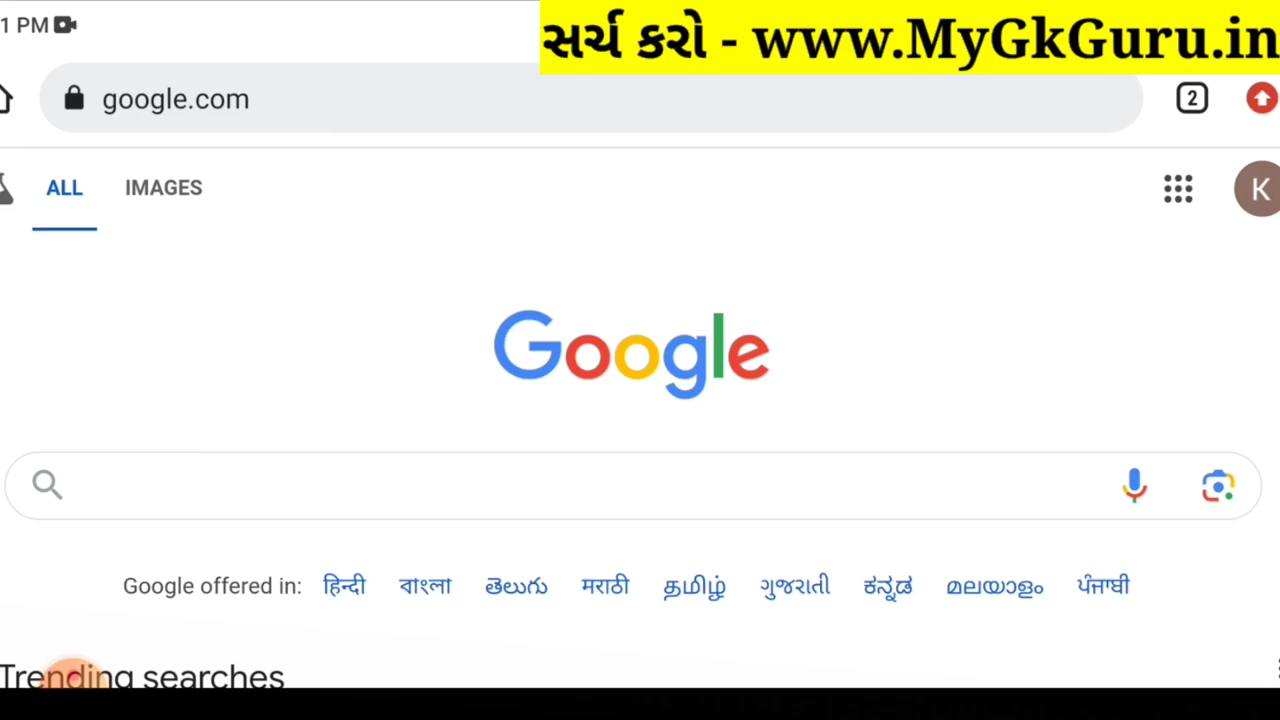 1 PM
સર્ચ કરો - www.MyGkGuru.in
google.com
2
ALL IMAGES
K
Google
Google offered in: हिन्दी বাংলা తెలుగు मराठी தமிழ் ગુજરાતી ಕನ್ನಡ മലയാളം ਪੰਜਾਬੀ
Trending searches